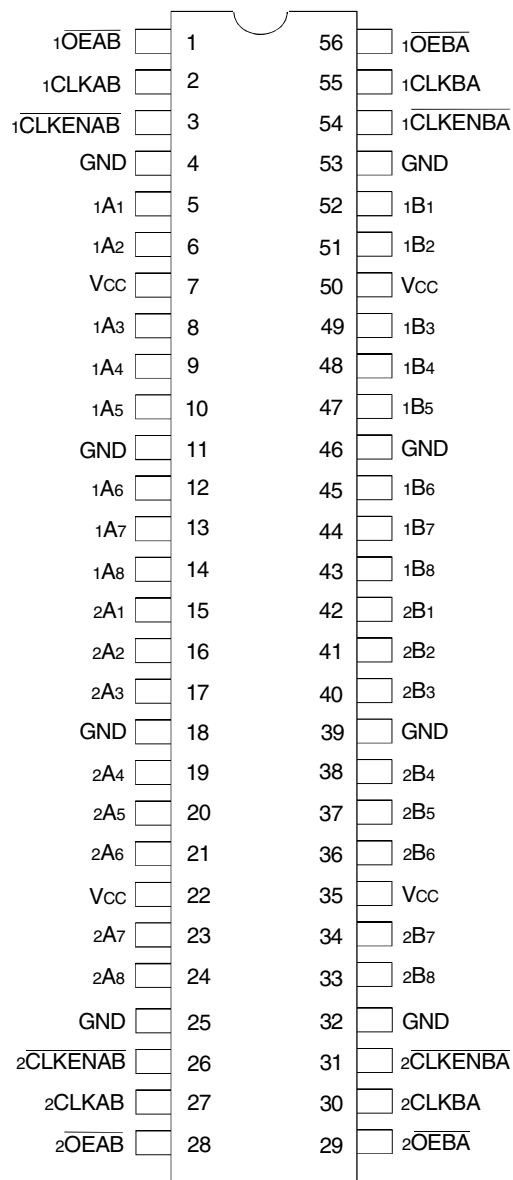 1OEAB 1 56 1OEBA
1CLKAB 2 55 1CLKBA
1CLKENAB 3 54 1CLKENBA
GND 4 53 GND
1A1 5 52 1B1
1A2 6 51 1B2
VCC 7 50 VCC
1A3 8 49 1B3
1A4 9 48 1B4
1A5 10 47 1B5
GND 11 46 GND
1A6 12 45 1B6
1A7 13 44 1B7
1A8 14 43 1B8
2A1 15 42 2B1
2A2 16 41 2B2
2A3 17 40 2B3
GND 18 39 GND
2A4 19 38 2B4
2A5 20 37 2B5
2A6 21 36 2B6
VCC 22 35 VCC
2A7 23 34 2B7
2A8 24 33 2B8
GND 25 32 GND
2CLKENAB 26 31 2CLKENBA
2CLKAB 27 30 2CLKBA
2OEAB 28 29 2OEBA